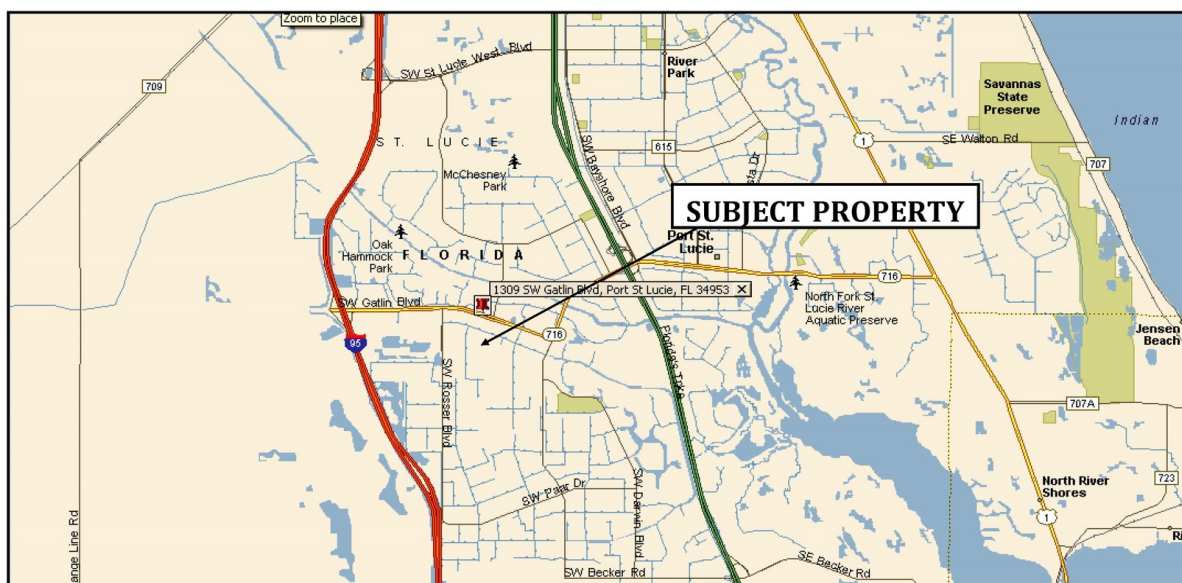 Zoom to place
SW St Lucie West Blvd
River
Park
709
Savannas
State
Preserve
Indian
ST. LUCIE
1
SE Walton Rd
615
707
McChesney
Park
SW Bayshore Blvd
SUBJECT PROPERTY
Port St.
Lucie
Oak
Hammock
Park
FLORIDA
716
1309 SW Gatlin Blvd, Port St Lucie, FL 34953
North Fork St.
Lucie River
Aquatic Preserve
SW Gatlin Blvd
716
95
Florida's Tpke
Jensen
Beach
SW Rosser Blvd
707A
SW Paar Dr
SW Darwin Blvd
North River
Shores
723
1
ange Line Rd
SE Becker Rd
SW Becker Rd